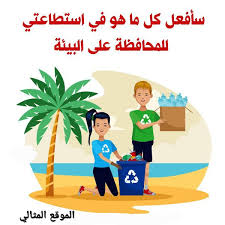 سأفعل كل ما هو في استطاعتي
للمحافظة على البيئة
الموقع المثالي